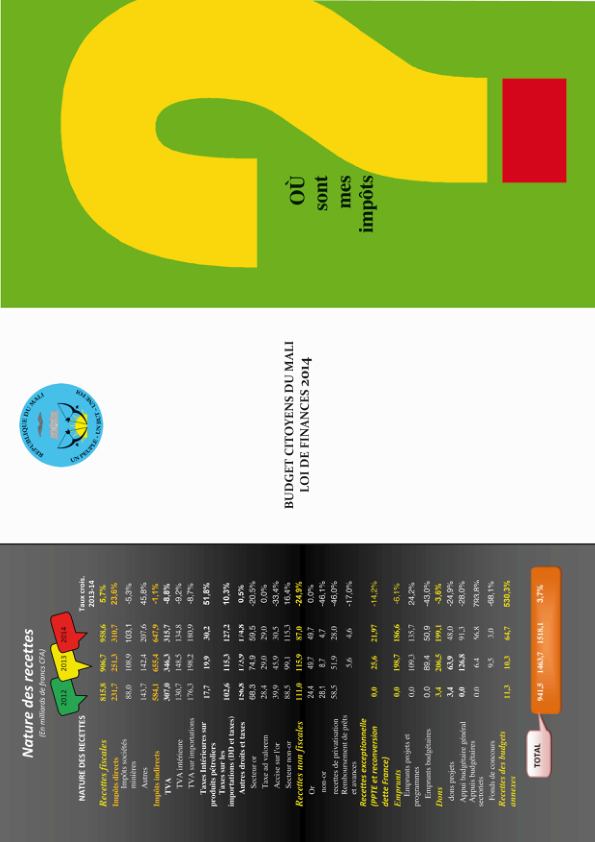 OÙ
sont
mes
impôts
REPUBLIQUE DU MALI
UN PEUPLE - UN BUT - UNE FOI
BUDGET CITOYENS DU MALI
LOI DE FINANCES 2014
Nature des recettes
(En milliards de francs CFA)
NATURE DES RECETTES 2012 2013 2014 Taux crois. 2013-14
Recettes fiscales 815,8 906,7 958,6 5,7%
Impôts directs 231,7 251,3 310,7 23,6%
Impôts sociétés
minières 88,0 108,9 103,1 -5,3%
Autres 143,7 142,4 207,6 45,8%
Impôts indirects 584,1 655,4 647,9 -1,1%
TVA 307,0 346,3 315,7 -8,8%
TVA intérieure 130,7 148,5 134,8 -9,2%
TVA sur importations 176,3 198,2 180,9 -8,7%
Taxes Intérieures sur
produits pétroliers 17,7 19,9 30,2 51,8%
Taxes sur les
importations (DD et taxes) 102,6 115,3 127,2 10,3%
Autres droits et taxes 156,8 173,9 174,8 0,5%
Secteur or 68,3 74,9 59,5 -20,5%
Taxe ad valorem 28,4 29,0 29,0 0.0%
Accise sur l'or 39,9 45,9 30,5 -33,4%
Secteur non-or 88,5 99,1 115,3 16,4%
Recettes non fiscales 111,0 115,9 87,0 -24,9%
Or 24,4 49,7 49,7 0,0%
non-or 28,1 8,7 4,7 -46,1%
recettes de privatisation 58,5 51,9 28,0 -46,0%
Remboursement de prêts
et avances 5,6 4,6 -17,0%
Recettes exceptionnelle
(PPTE et reconversion
dette France) 0,0 25,6 21,97 -14,2%
Emprunts 0,0 198,7 186,6 -6,1%
Emprunts projets et
programmes 0,0 109,3 135,7 24,2%
Emprunts budgétaires 0,0 89,4 50,9 -43,0%
Dons 3,4 206,5 199,1 -3,6%
dons projets 3,4 63,9 48,0 -24,9%
Appui budgétaire général 0,0 126,8 91,3 -28,0%
Appuis budgétaires
sectoriels 0,0 6.4 56,8 793,8%
Fonds de concours 9,5 3,0 -68,1%
Recettes des budgets
annexes 11,3 10,3 64,7 530,3%
TOTAL 941,5 1463,7 1518,1 3,7%